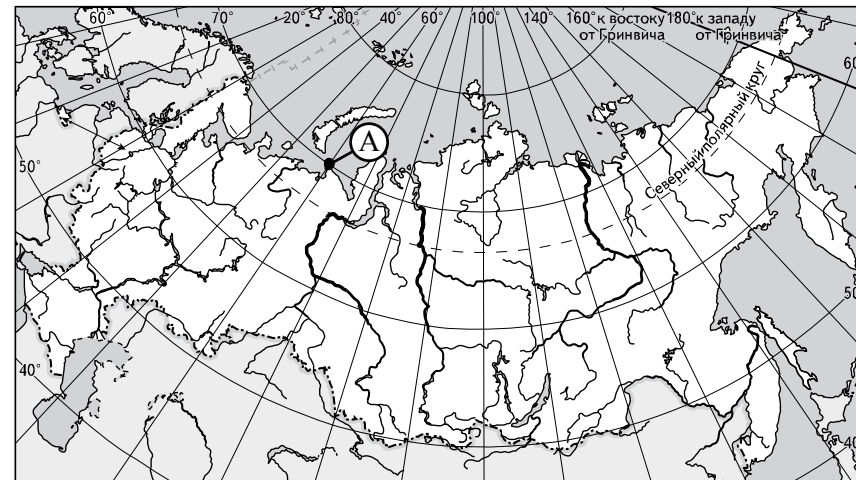 60° 70° 20° 80° 40° 60° 100° 140° 160° к востоку 180° к западу
от Гринвича от Гринвича
60
Северный полярный круг
А
50°
50
40°
40